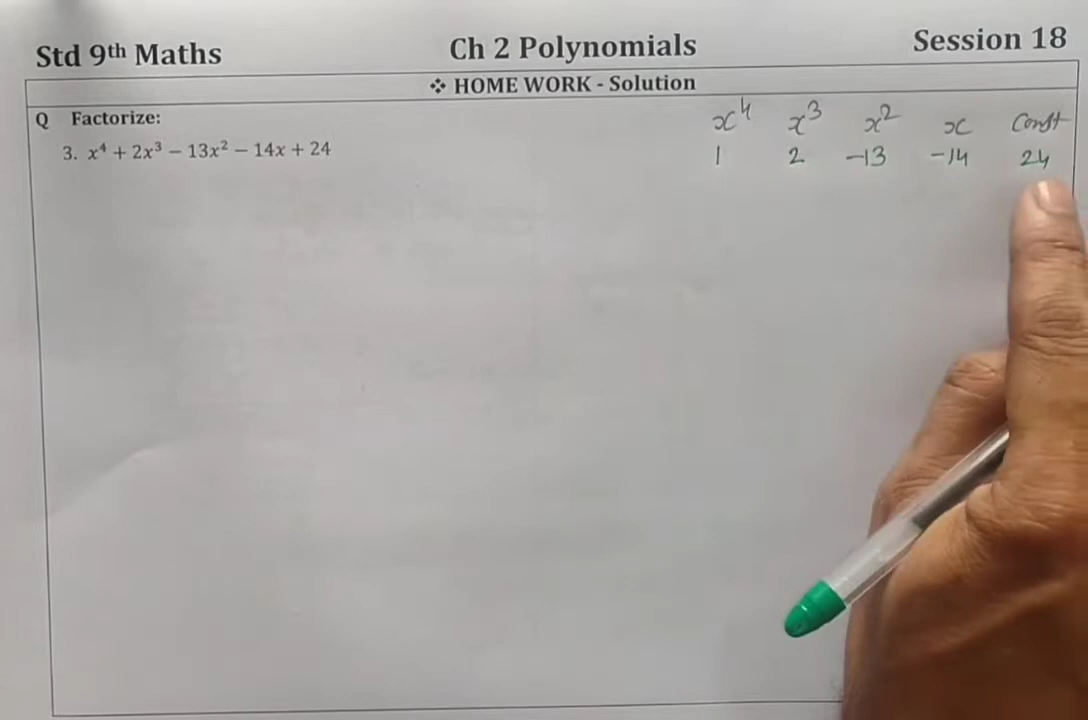 Std 9th Maths Ch 2 Polynomials Session 18
❖ HOME WORK - Solution
Q Factorize:
3. x⁴ + 2x³ − 13x² − 14x + 24
x⁴ x³ x² x Const
1 2 −13 −14 24